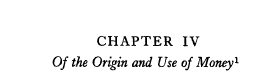 CHAPTER IV
Of the Origin and Use of Money¹